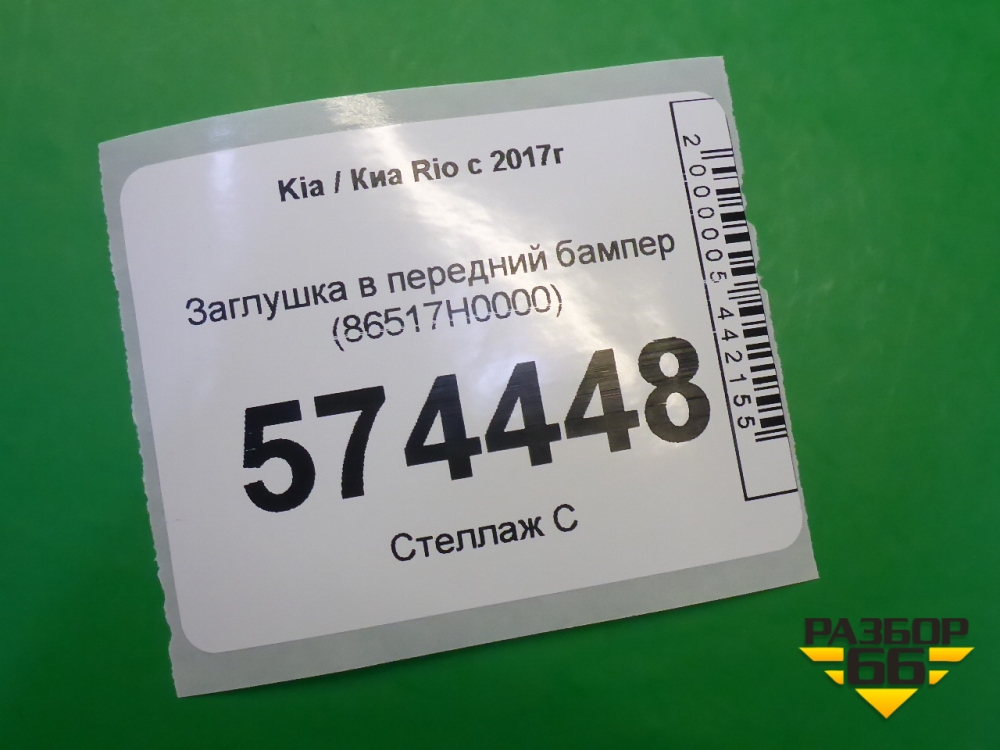 Kia / Киа Rio с 2017г
Заглушка в передний бампер
(86517H0000)
574448
Стеллаж С
2000005442155
РАЗБОР
66